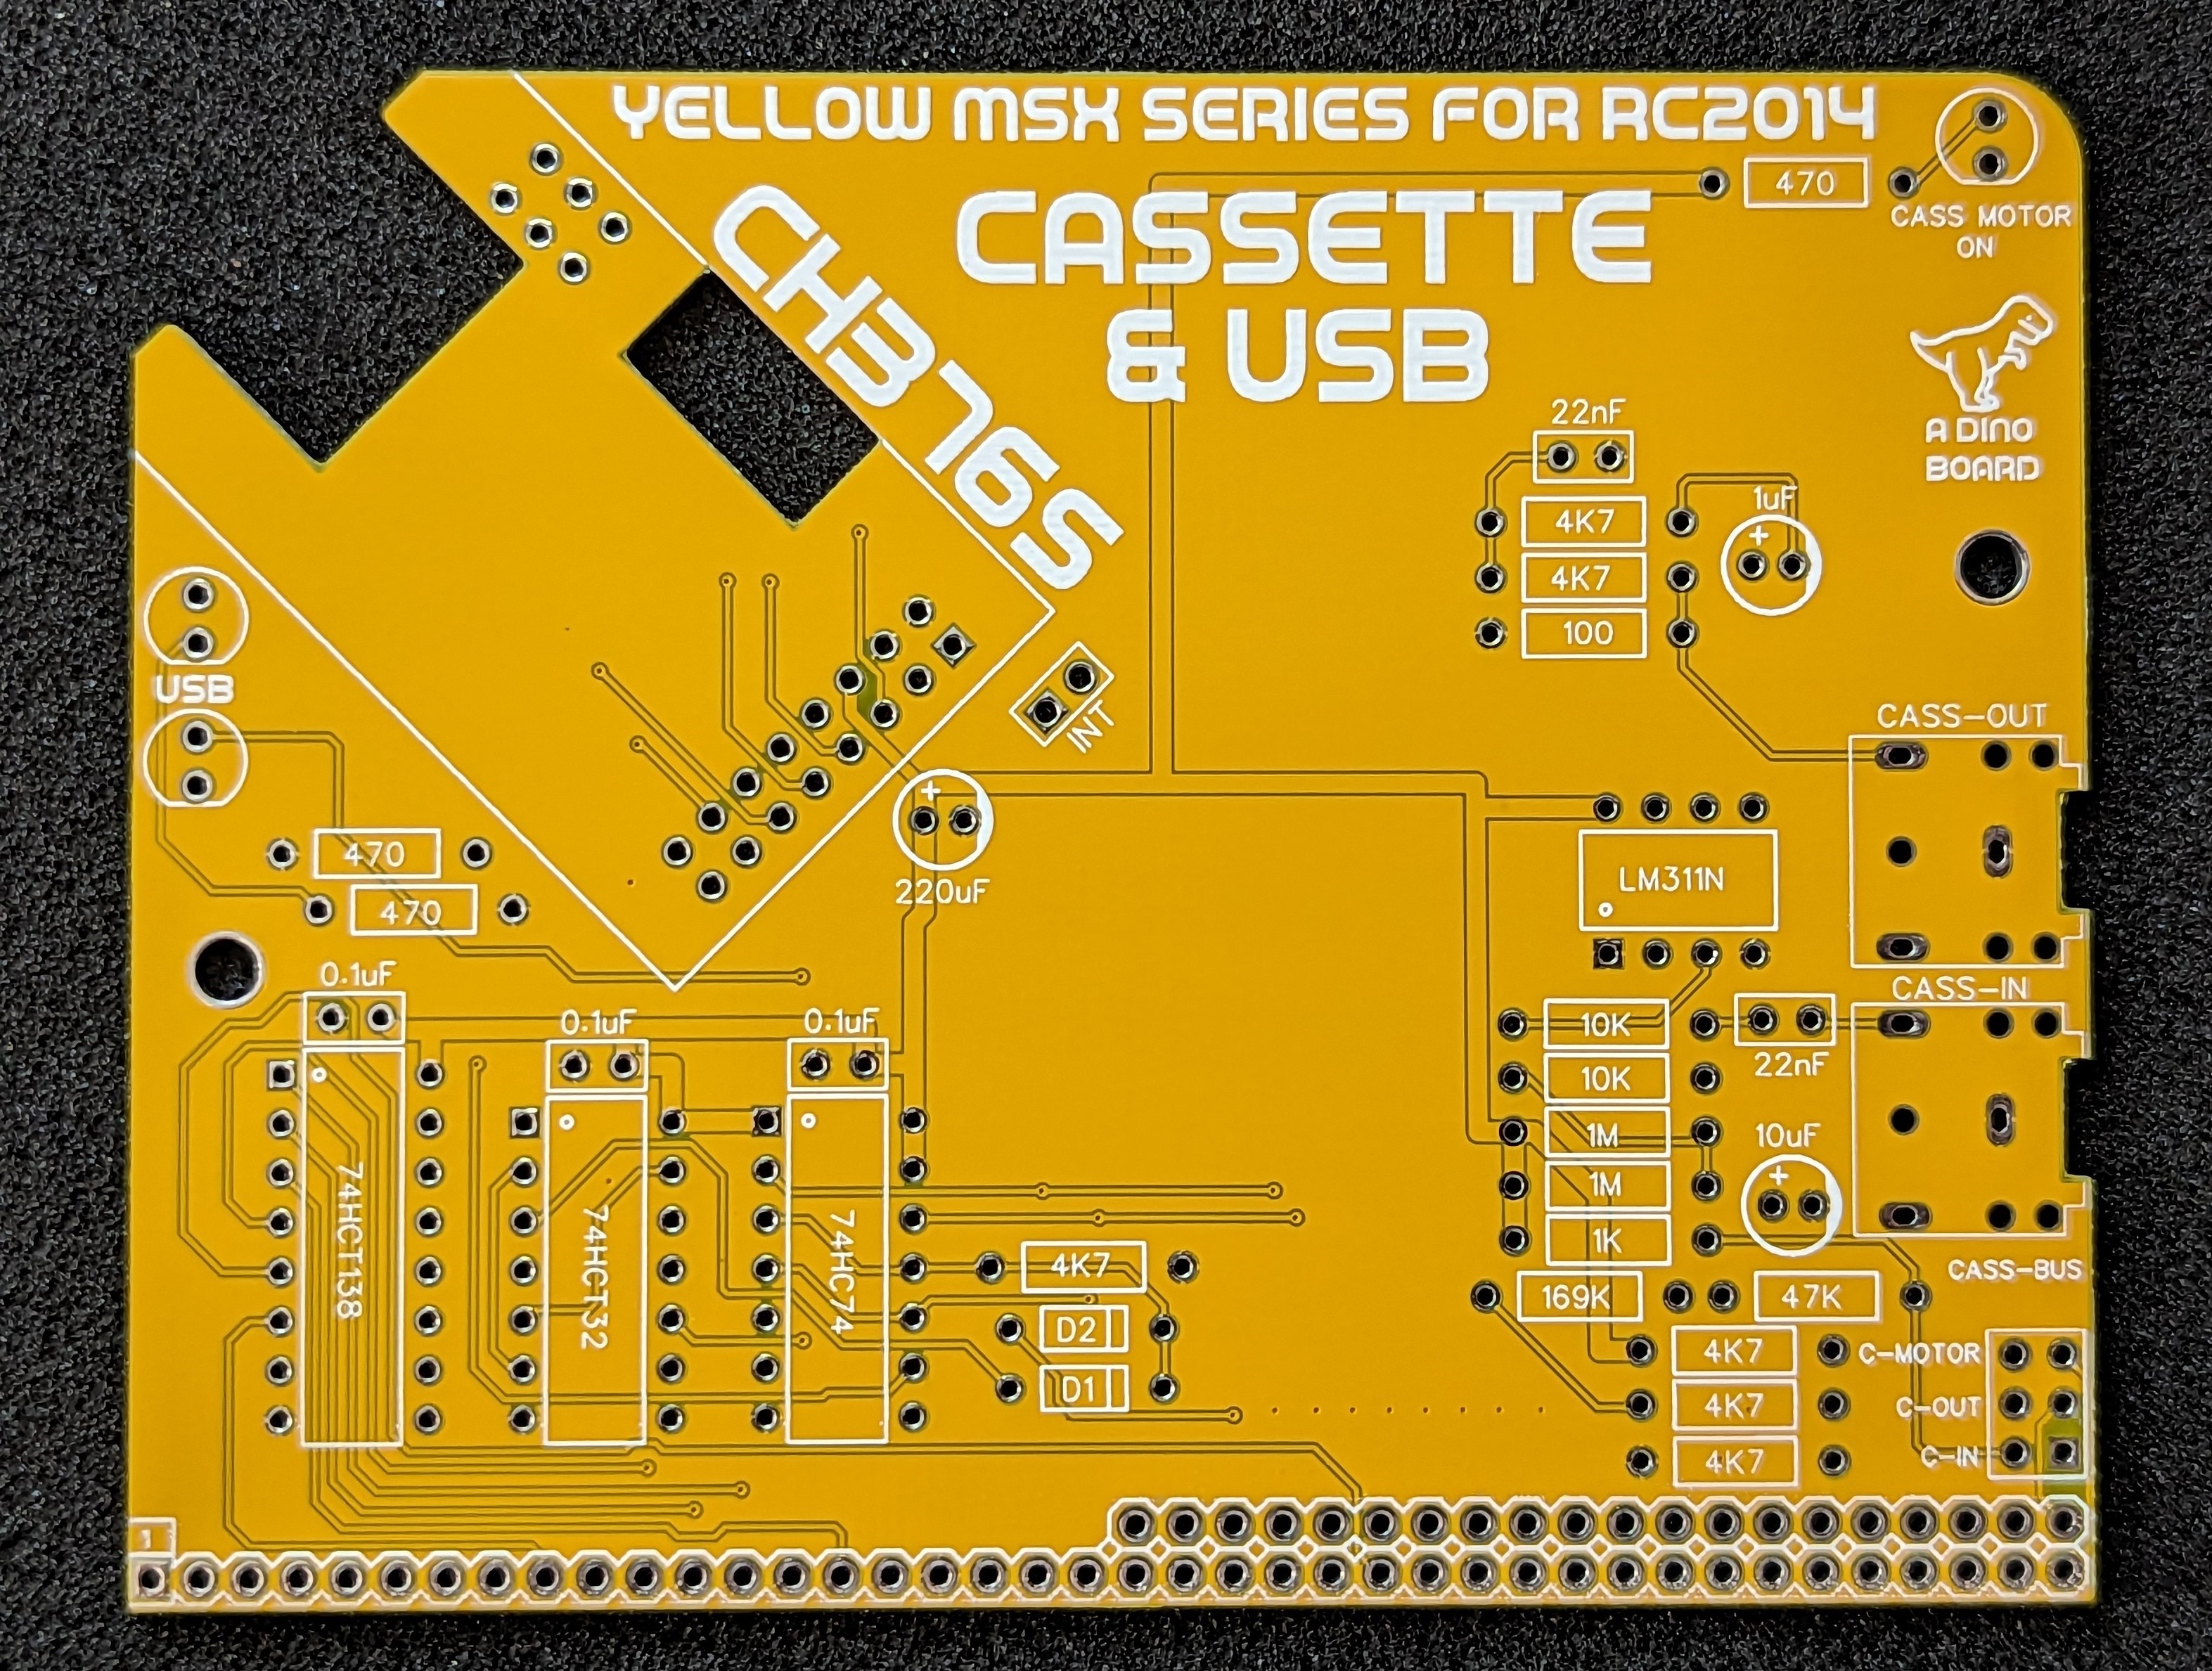 YELLOW MSX SERIES FOR RC2014
CASSETTE
& USB
CH376S
470
CASS MOTOR
ON
A DINO
BOARD
22nF
4K7
4K7
100
1uF
+
INT
USB
CASS-OUT
470
470
+
220uF
LM311N
CASS-IN
0.1uF
0.1uF
0.1uF
10K
10K
1M
1M
1K
22nF
10uF
+
74HCT138
74HCT32
74HC74
4K7
D2
D1
169K
47K
CASS-BUS
4K7
4K7
4K7
C-MOTOR
C-OUT
C-IN
1